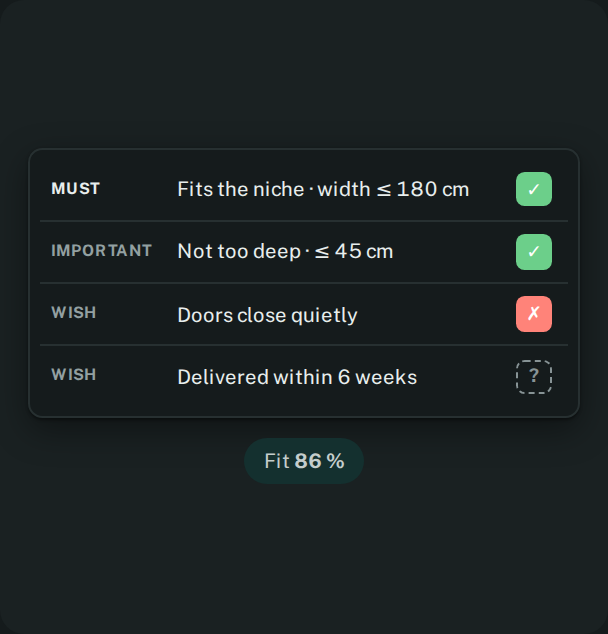 MUST Fits the niche · width ≤ 180 cm ✓
IMPORTANT Not too deep · ≤ 45 cm ✓
WISH Doors close quietly ✗
WISH Delivered within 6 weeks ?
Fit 86 %